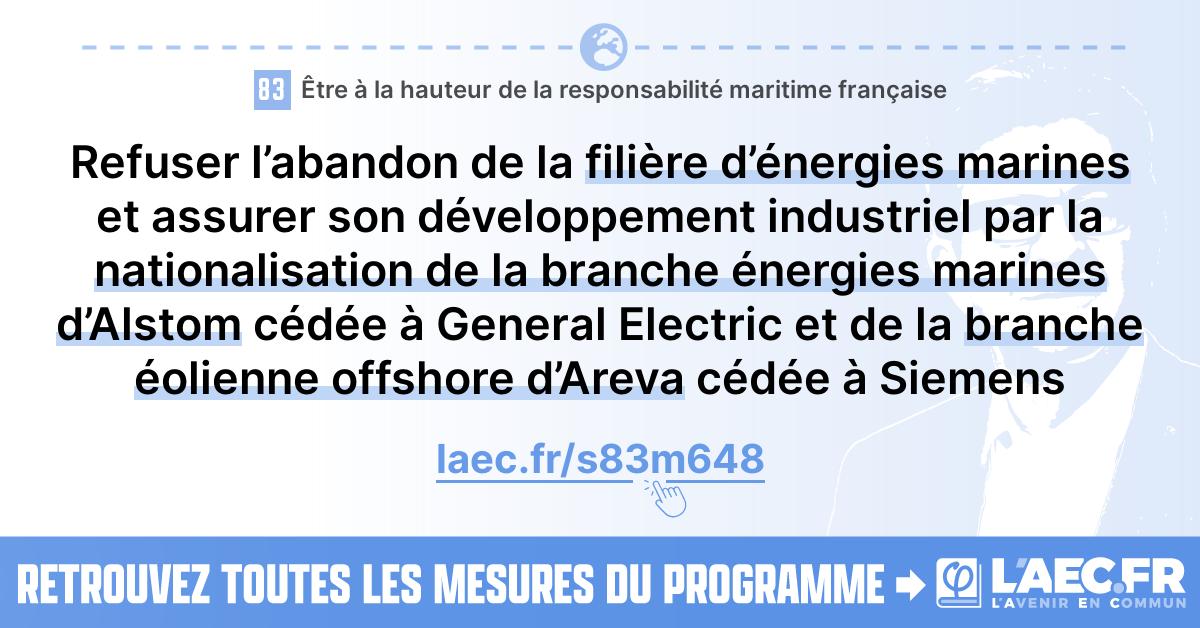 83 Être à la hauteur de la responsabilité maritime française
Refuser l’abandon de la filière d’énergies marines
et assurer son développement industriel par la
nationalisation de la branche énergies marines
d’Alstom cédée à General Electric et de la branche
éolienne offshore d’Areva cédée à Siemens
laec.fr/s83m648
RETROUVEZ TOUTES LES MESURES DU PROGRAMME
L'AEC.FR
L'AVENIR EN COMMUN